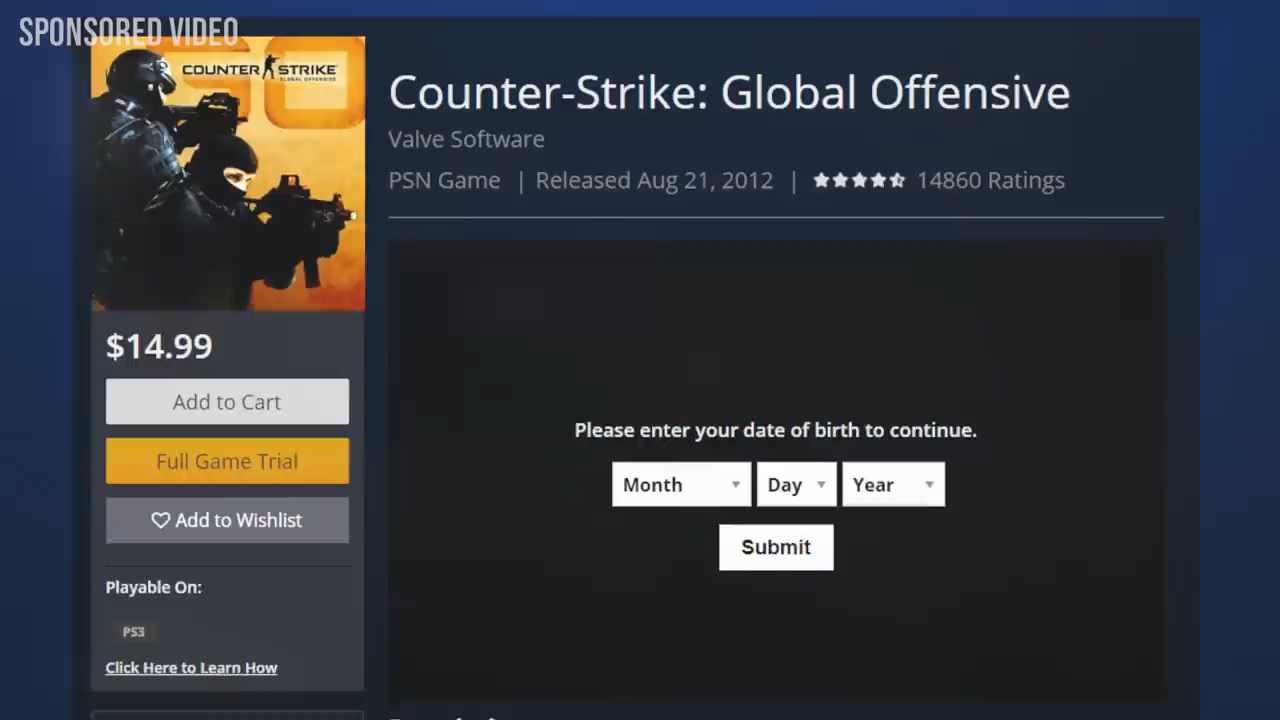 SPONSORED VIDEO
COUNTER STRIKE
GLOBAL OFFENSIVE
Counter-Strike: Global Offensive
Valve Software
PSN Game | Released Aug 21, 2012 | 14860 Ratings
$14.99
Add to Cart
Full Game Trial
Add to Wishlist
Playable On:
PS3
Click Here to Learn How
Please enter your date of birth to continue.
Month Day Year
Submit